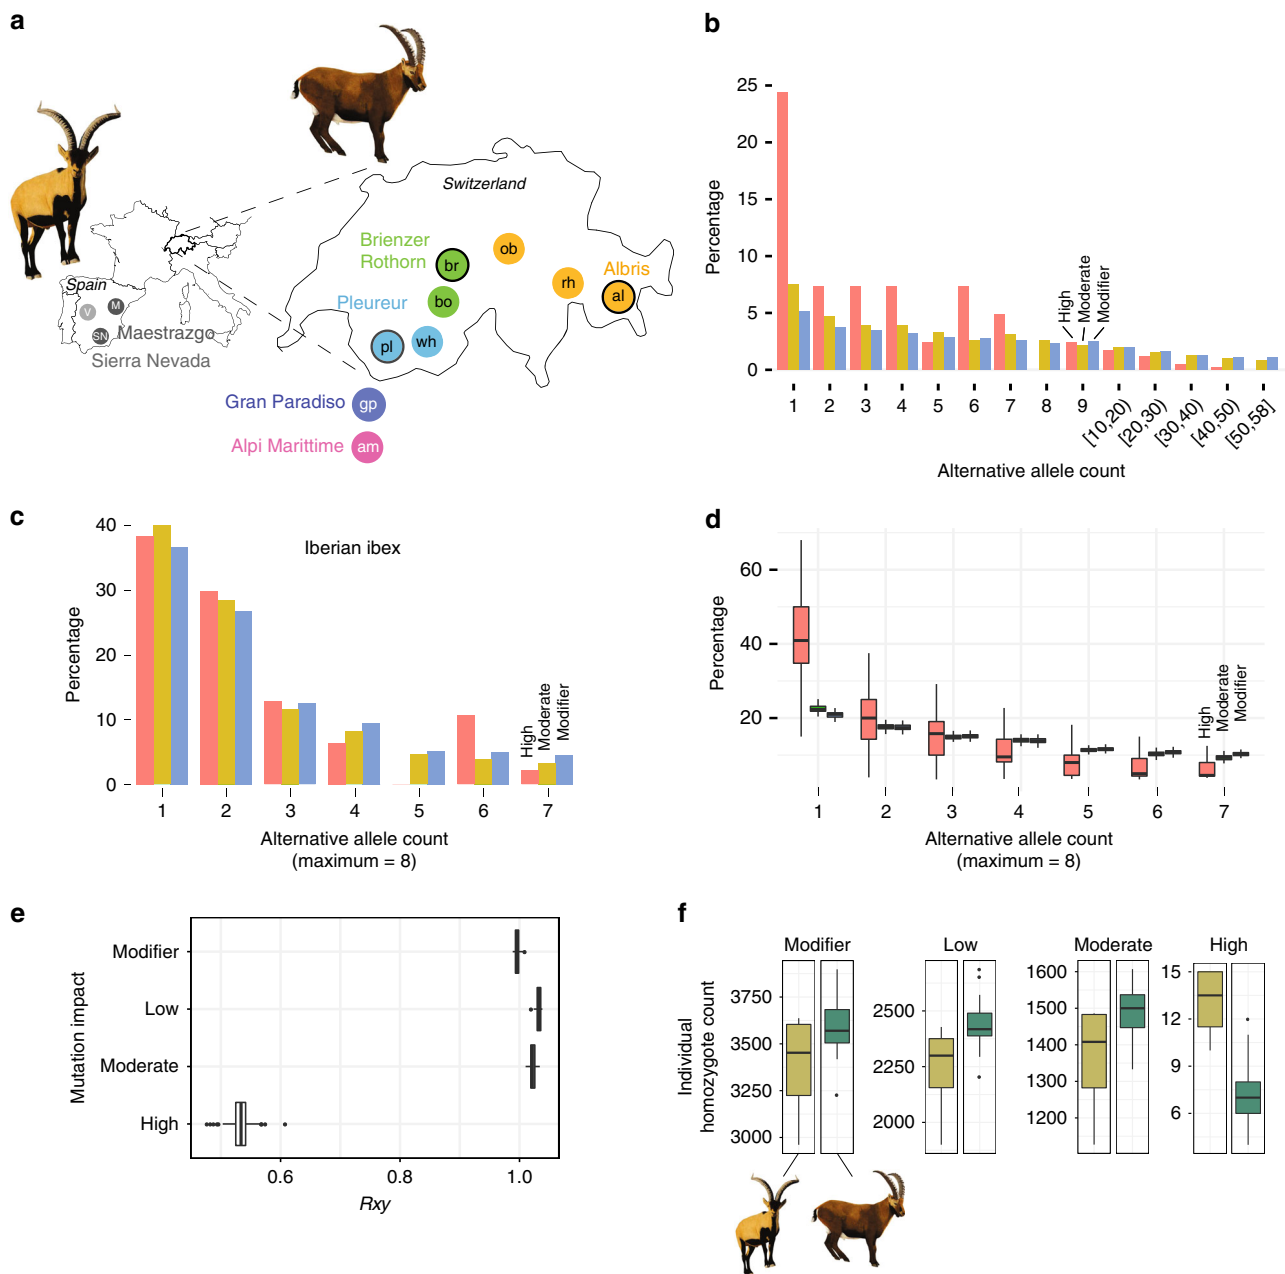 a
Switzerland
Brienzer
Rothorn
br
ob
Albris
rh
al
bo
Pleureur
pl
wh
Spain
V
M
SN
Maestrazgo
Sierra Nevada
Gran Paradiso
gp
Alpi Marittime
am
b
25
20
15
10
5
0
Percentage
High
Moderate
Modifier
1 2 3 4 5 6 7 8 9 [10,20) [20,30) [30,40) [40,50) [50,58]
Alternative allele count
c
Iberian ibex
40
30
20
10
0
Percentage
High
Moderate
Modifier
1 2 3 4 5 6 7
Alternative allele count
(maximum = 8)
d
60
40
20
Percentage
High
Moderate
Modifier
1 2 3 4 5 6 7
Alternative allele count
(maximum = 8)
e
Mutation impact
Modifier
Low
Moderate
High
0.6 0.8 1.0
Rxy
f
Individual
homozygote count
Modifier
3750
3500
3250
3000
Low
2500
2250
2000
Moderate
1600
1500
1400
1300
1200
High
15
12
9
6